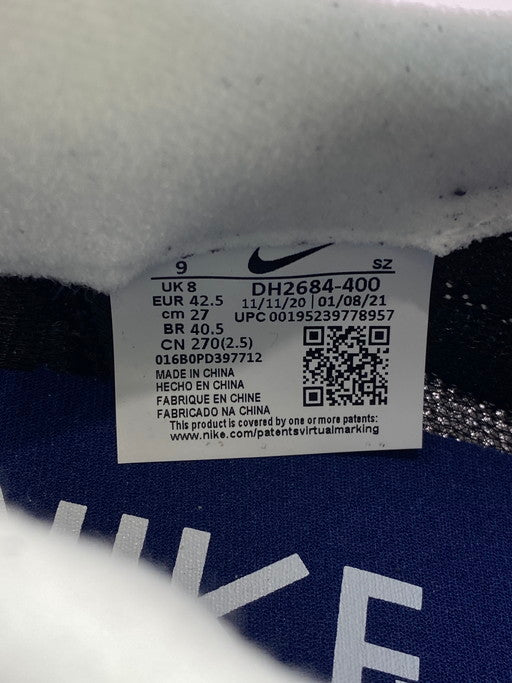 9 SZ
UK 8 DH2684-400
EUR 42.5 11/11/20 | 01/08/21
cm 27 UPC 00195239778957
BR 40.5
CN 270(2.5)
016B0PD397712
MADE IN CHINA
HECHO EN CHINA
FABRIQUE EN CHINE
FABRICADO NA CHINA
This product is covered by one or more patents:
www.nike.com/patentsvirtualmarking
NIKE